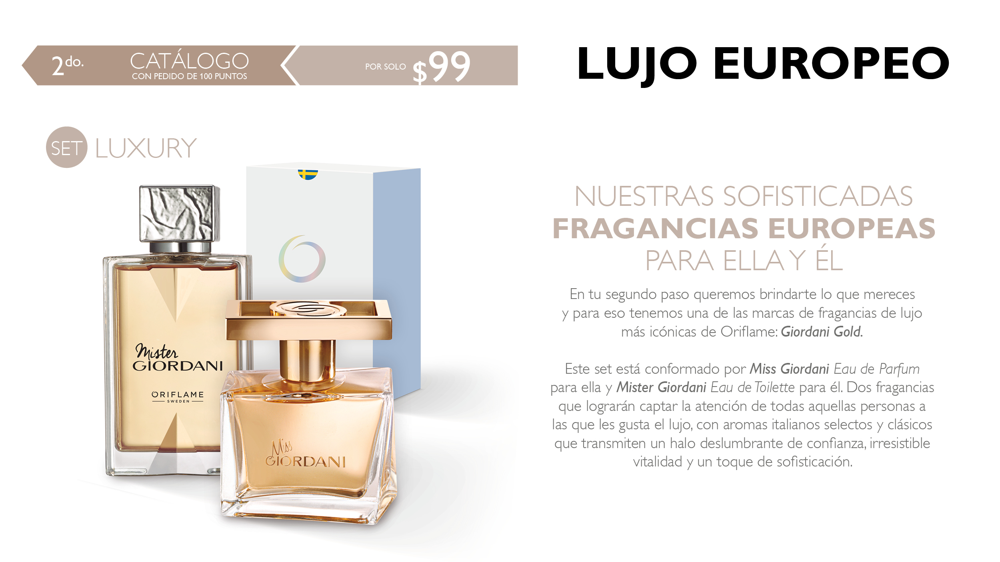 2do.
CATÁLOGO
CON PEDIDO DE 100 PUNTOS
POR SOLO $99
LUJO EUROPEO
SET LUXURY
Mister
GIORDANI
ORIFLAME
SWEDEN
Miss
GIORDANI
NUESTRAS SOFISTICADAS
FRAGANCIAS EUROPEAS
PARA ELLA Y ÉL
En tu segundo paso queremos brindarte lo que mereces
y para eso tenemos una de las marcas de fragancias de lujo
más icónicas de Oriflame: Giordani Gold.
Este set está conformado por Miss Giordani Eau de Parfum
para ella y Mister Giordani Eau de Toilette para él. Dos fragancias
que lograrán captar la atención de todas aquellas personas a
las que les gusta el lujo, con aromas italianos selectos y clásicos
que transmiten un halo deslumbrante de confianza, irresistible
vitalidad y un toque de sofisticación.